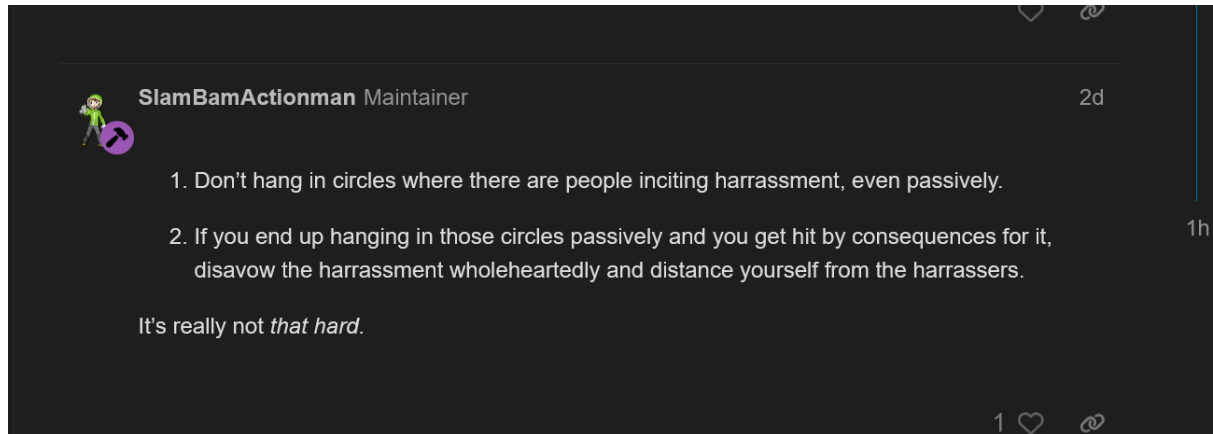 SlamBamActionman Maintainer 2d
1. Don’t hang in circles where there are people inciting harrassment, even passively.
2. If you end up hanging in those circles passively and you get hit by consequences for it,
disavow the harrassment wholeheartedly and distance yourself from the harrassers.
1h
It’s really not that hard.
1